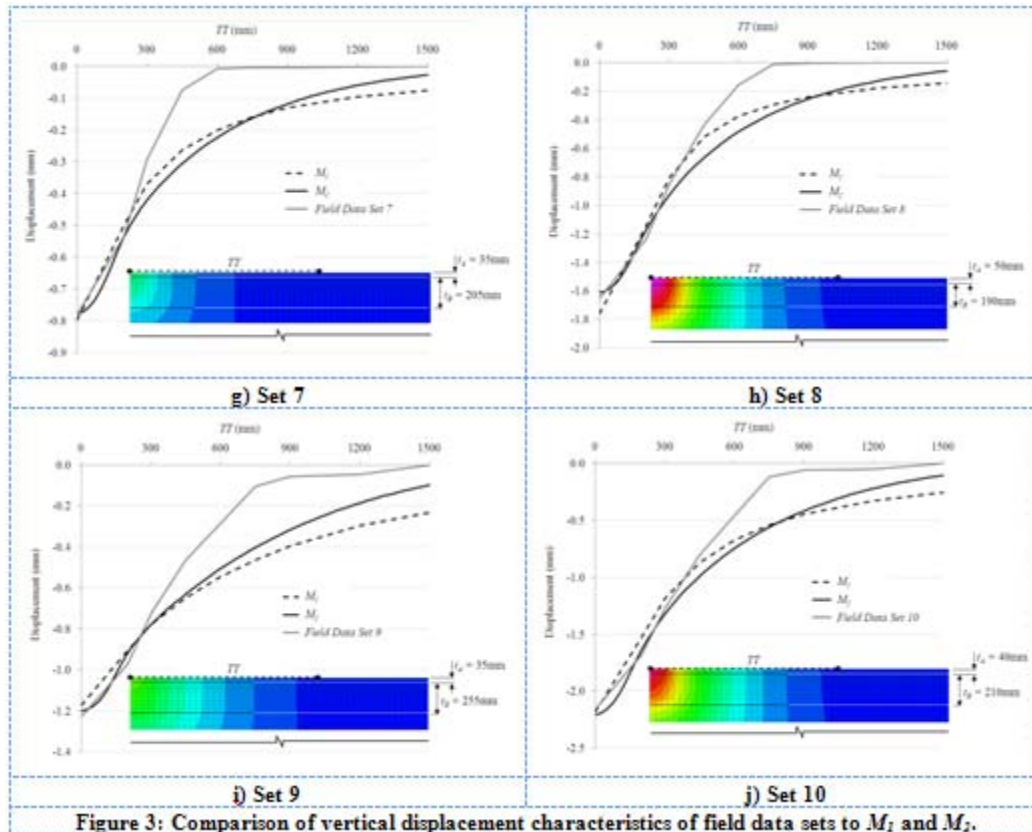 TT (mm)
0 300 600 900 1200 1500
0.0
-0.1
-0.2
-0.3
-0.4
-0.5
-0.6
-0.7
-0.8
-0.9
Displacement (mm)
Field Data Set 7
TT
tA = 35mm
tB = 205mm
g) Set 7
TT (mm)
0 300 600 900 1200 1500
0.0
-0.2
-0.4
-0.6
-0.8
-1.0
-1.2
-1.4
-1.6
-1.8
-2.0
Displacement (mm)
Field Data Set 8
TT
tA = 50mm
tB = 190mm
h) Set 8
TT (mm)
0 300 600 900 1200 1500
0.0
-0.2
-0.4
-0.6
-0.8
-1.0
-1.2
-1.4
Displacement (mm)
Field Data Set 9
TT
tA = 35mm
tB = 255mm
i) Set 9
TT (mm)
0 300 600 900 1200 1500
0.0
-0.5
-1.0
-1.5
-2.0
-2.5
Displacement (mm)
Field Data Set 10
TT
tA = 40mm
tB = 210mm
j) Set 10
Figure 3: Comparison of vertical displacement characteristics of field data sets to M1 and M2.